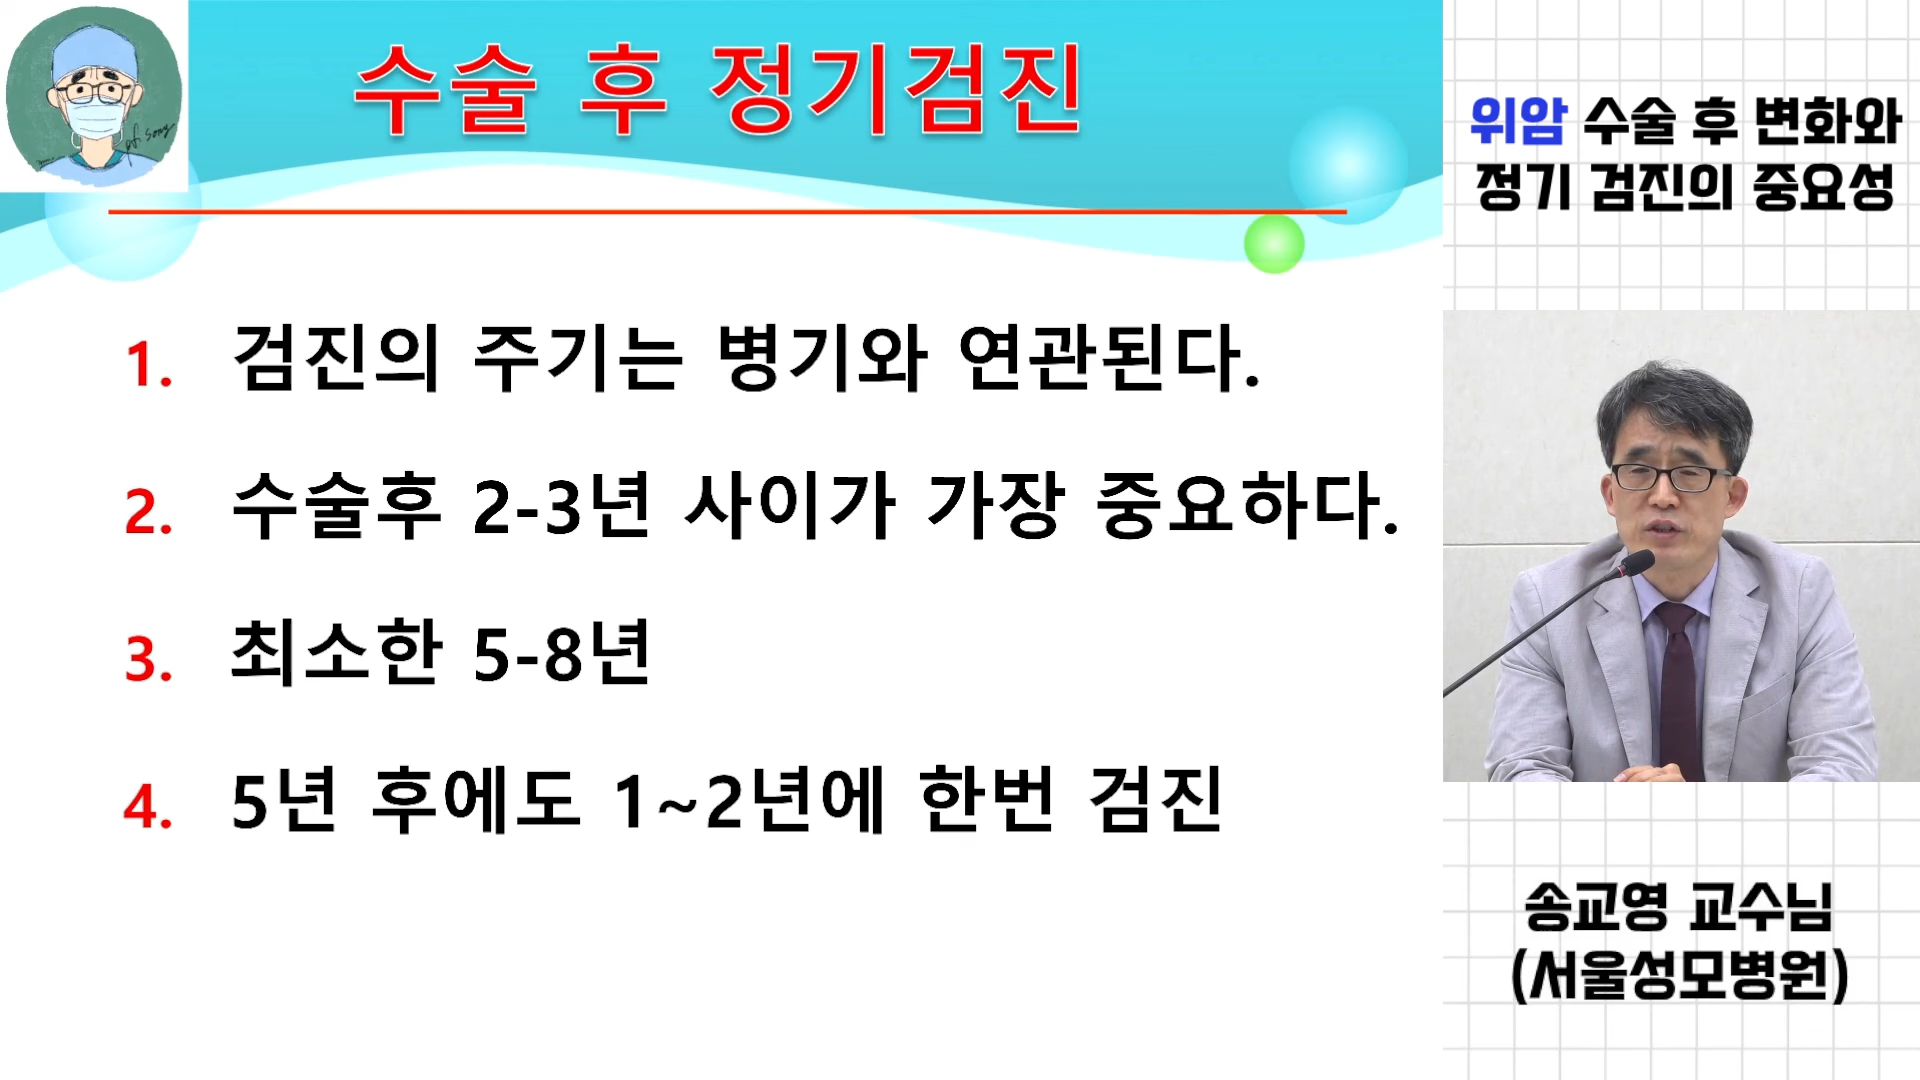 수술 후 정기검진
1. 검진의 주기는 병기와 연관된다.
2. 수술후 2-3년 사이가 가장 중요하다.
3. 최소한 5-8년
4. 5년 후에도 1~2년에 한번 검진
위암 수술 후 변화와
정기 검진의 중요성
송교영 교수님
(서울성모병원)